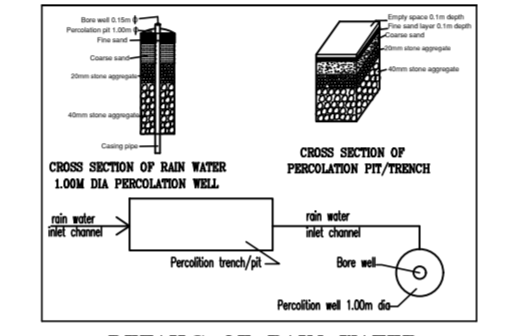 Bore well 0.15m ϕ
Percolation pit 1.00m ϕ
Fine sand
Coarse sand
20mm stone aggregate
40mm stone aggregate
Casing pipe
CROSS SECTION OF RAIN WATER
1.00M DIA PERCOLATION WELL
Empty space 0.1m depth
Fine sand layer 0.1m depth
Coarse sand
20mm stone aggregate
40mm stone aggregate
CROSS SECTION OF
PERCOLATION PIT/TRENCH
rain water
inlet channel
Percolition trench/pit
rain water
inlet channel
Bore well
Percolition well 1.00m dia